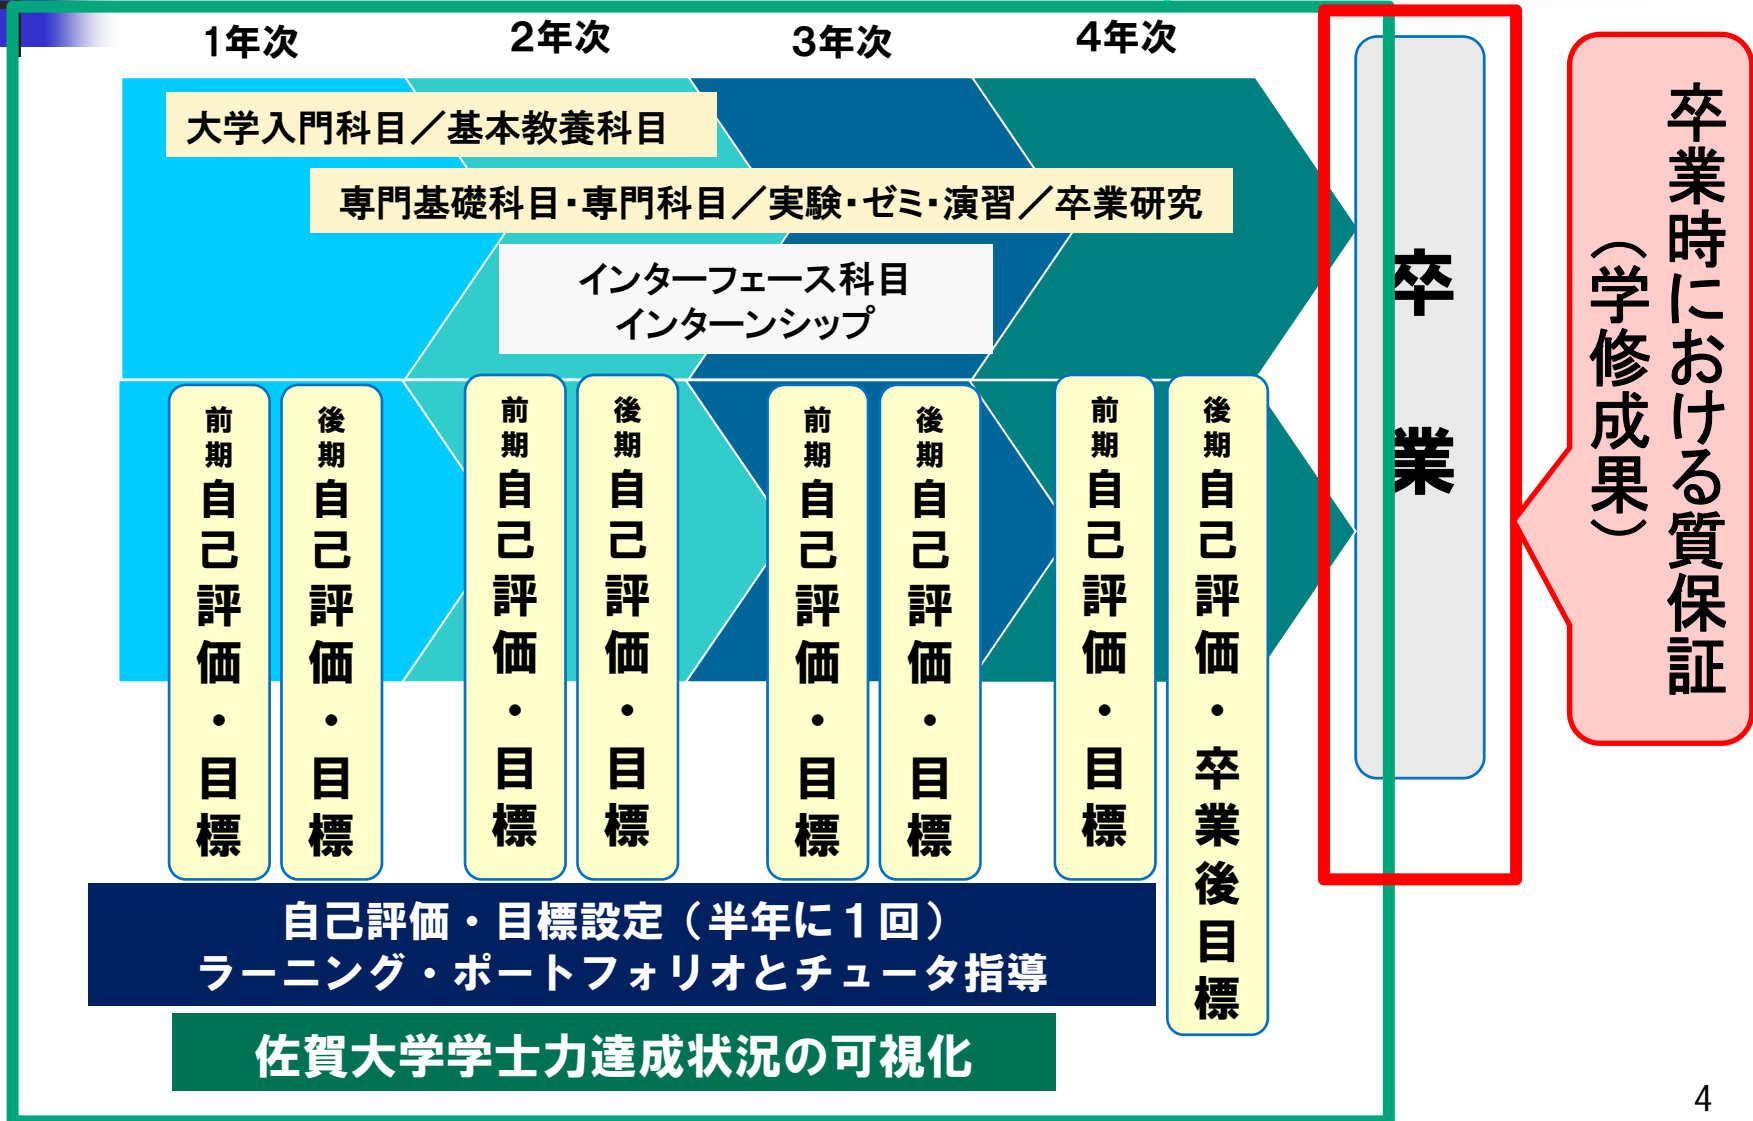 1年次
2年次
3年次
4年次
大学入門科目／基本教養科目
専門基礎科目・専門科目／実験・ゼミ・演習／卒業研究
インターフェース科目
インターンシップ
前期自己評価・目標
後期自己評価・目標
前期自己評価・目標
後期自己評価・目標
前期自己評価・目標
後期自己評価・目標
前期自己評価・目標
後期自己評価・卒業後目標
自己評価・目標設定（半年に１回）
ラーニング・ポートフォリオとチュータ指導
佐賀大学学士力達成状況の可視化
卒業
卒業時における質保証
（学修成果）
4